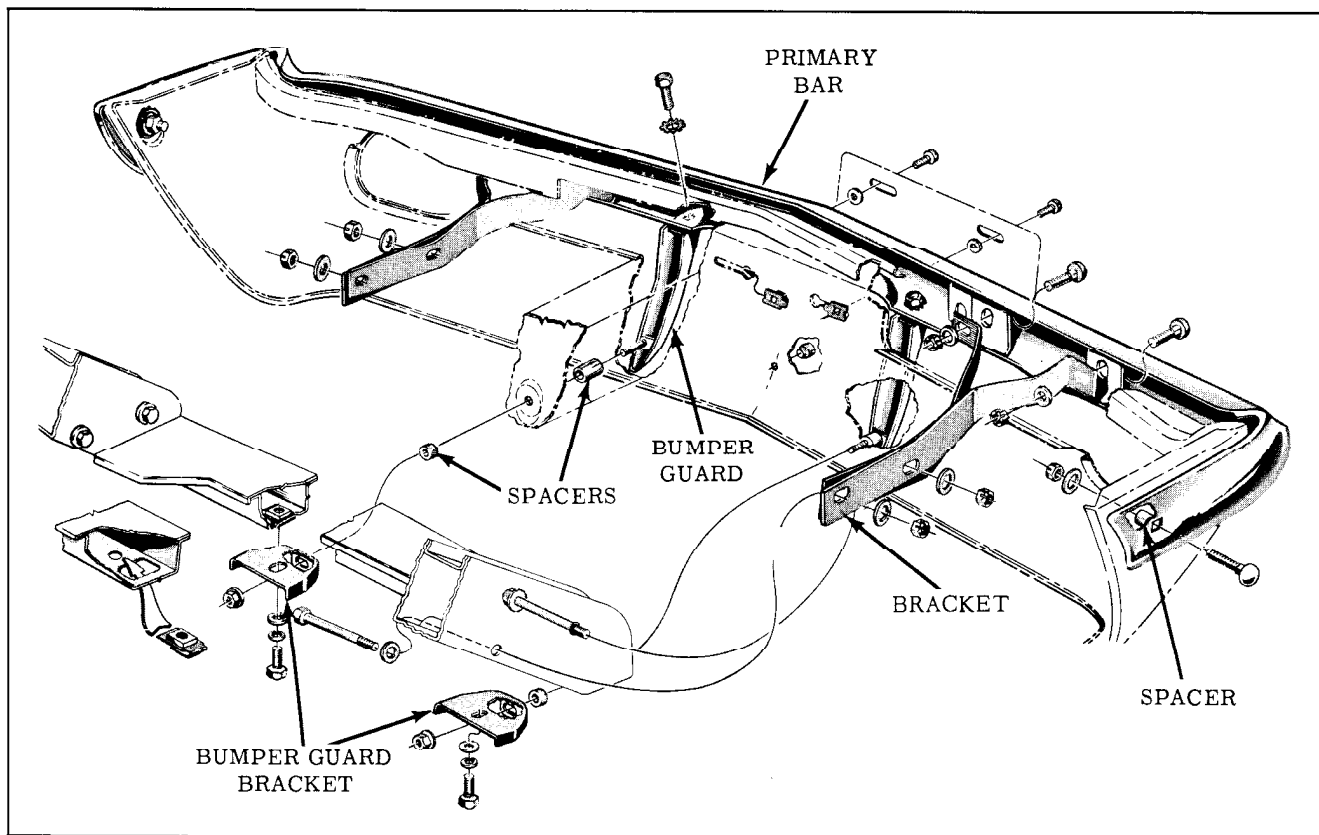 PRIMARY
BAR
BUMPER
GUARD
SPACERS
BRACKET
SPACER
BUMPER GUARD
BRACKET